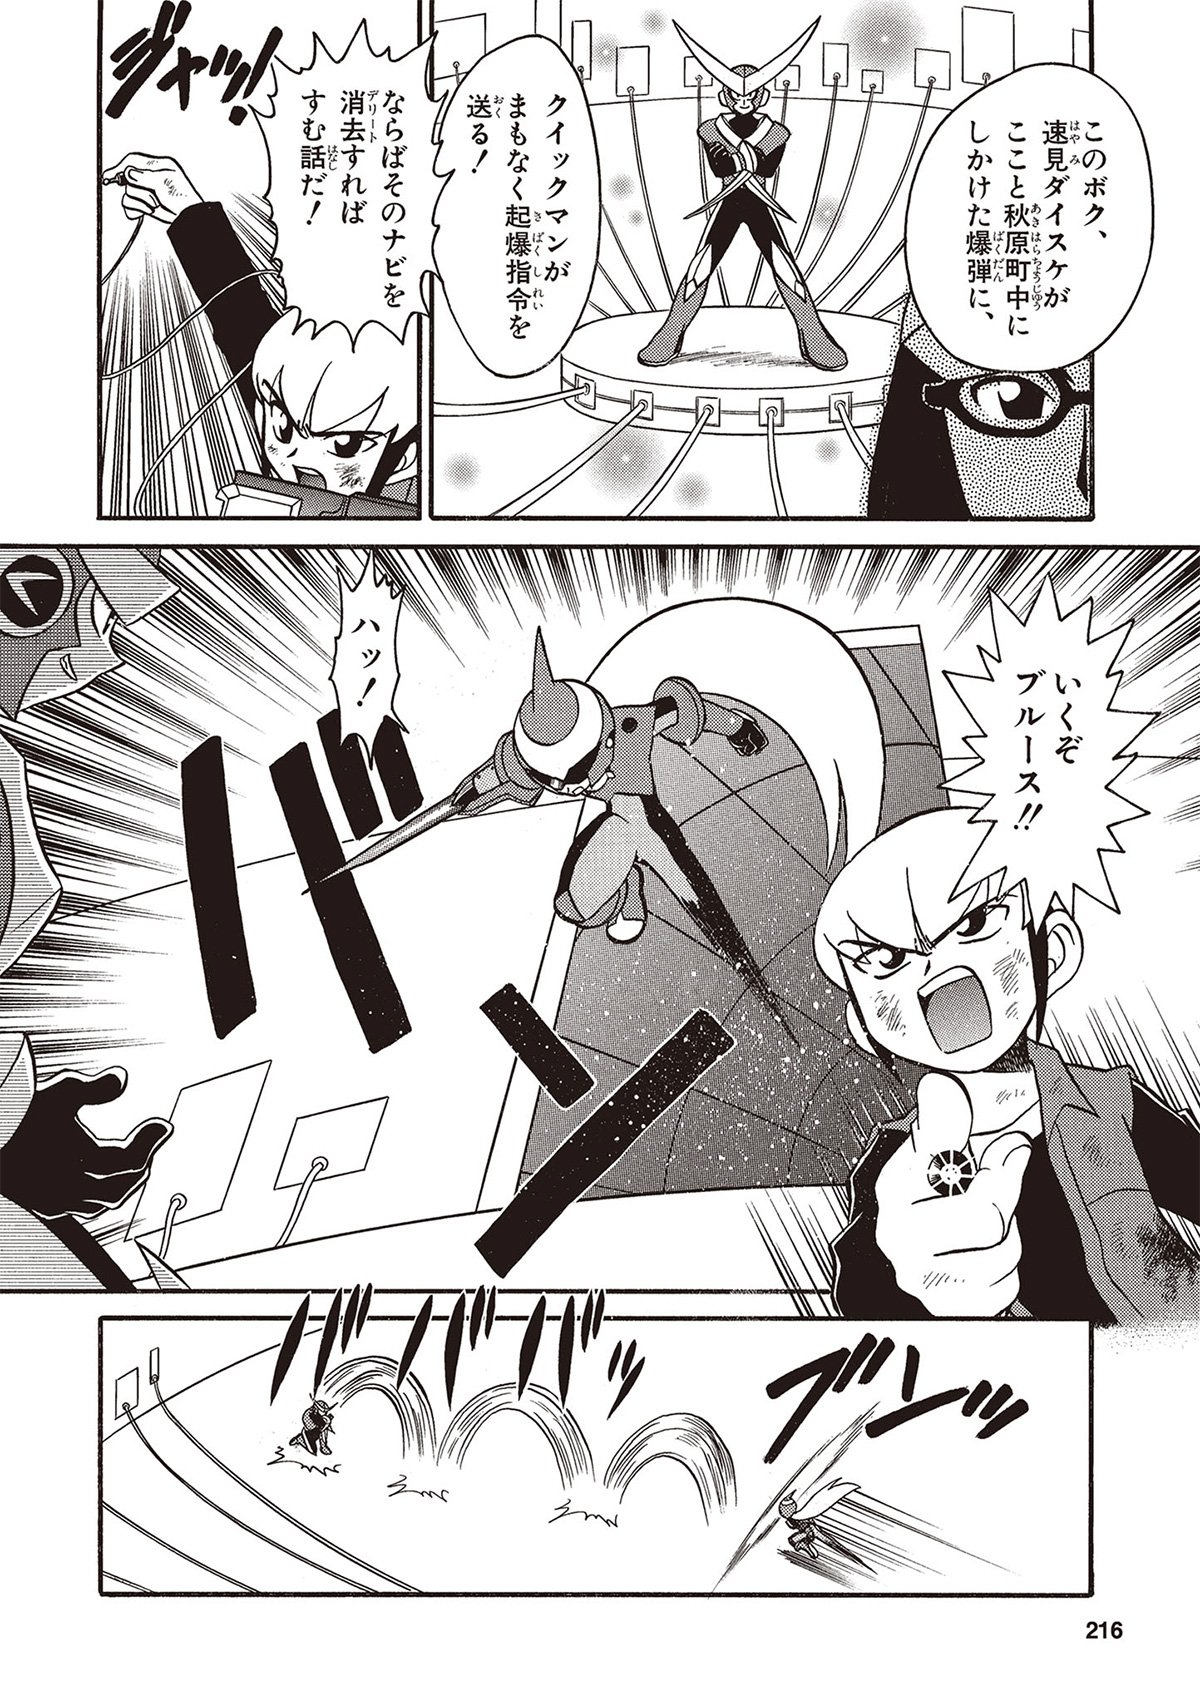 このボク、
速見ダイスケが
ここと秋原町中に
しかけた爆弾に、
クイックマンが
まもなく起爆指令を
送る！
ならばそのナビを
消去すれば
すむ話だ！
ジャッ！
いくぞ
ブルース!!
ハッ！
バン
ブンッ
バッ
バッ
バッ
216